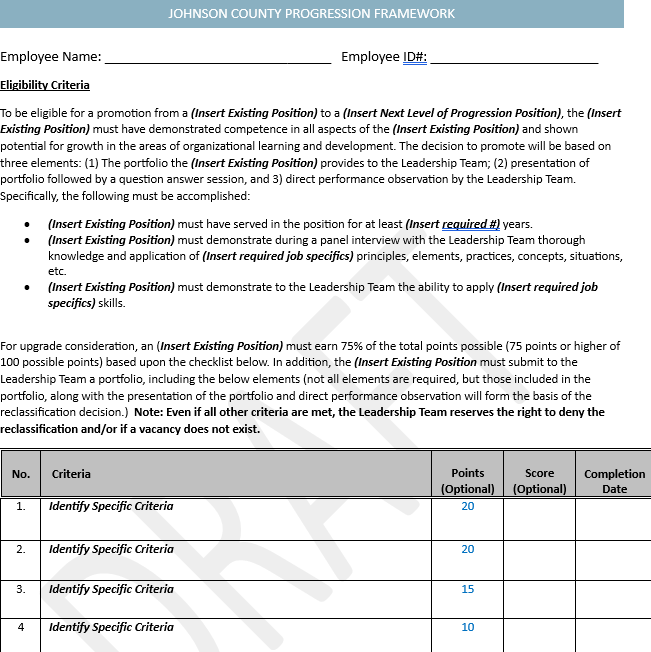 JOHNSON COUNTY PROGRESSION FRAMEWORK
Employee Name: ________________________________ Employee ID#: ________________________
Eligibility Criteria
To be eligible for a promotion from a (Insert Existing Position) to a (Insert Next Level of Progression Position), the (Insert
Existing Position) must have demonstrated competence in all aspects of the (Insert Existing Position) and shown
potential for growth in the areas of organizational learning and development. The decision to promote will be based on
three elements: (1) The portfolio the (Insert Existing Position) provides to the Leadership Team; (2) presentation of
portfolio followed by a question answer session, and 3) direct performance observation by the Leadership Team.
Specifically, the following must be accomplished:
• (Insert Existing Position) must have served in the position for at least (Insert required #) years.
• (Insert Existing Position) must demonstrate during a panel interview with the Leadership Team thorough
knowledge and application of (Insert required job specifics) principles, elements, practices, concepts, situations,
etc.
• (Insert Existing Position) must demonstrate to the Leadership Team the ability to apply (Insert required job
specifics) skills.
For upgrade consideration, an (Insert Existing Position) must earn 75% of the total points possible (75 points or higher of
100 possible points) based upon the checklist below. In addition, the (Insert Existing Position must submit to the
Leadership Team a portfolio, including the below elements (not all elements are required, but those included in the
portfolio, along with the presentation of the portfolio and direct performance observation will form the basis of the
reclassification decision.) Note: Even if all other criteria are met, the Leadership Team reserves the right to deny the
reclassification and/or if a vacancy does not exist.
No. Criteria Points (Optional) Score (Optional) Completion Date
1. Identify Specific Criteria 20
2. Identify Specific Criteria 20
3. Identify Specific Criteria 15
4 Identify Specific Criteria 10
DRAFT